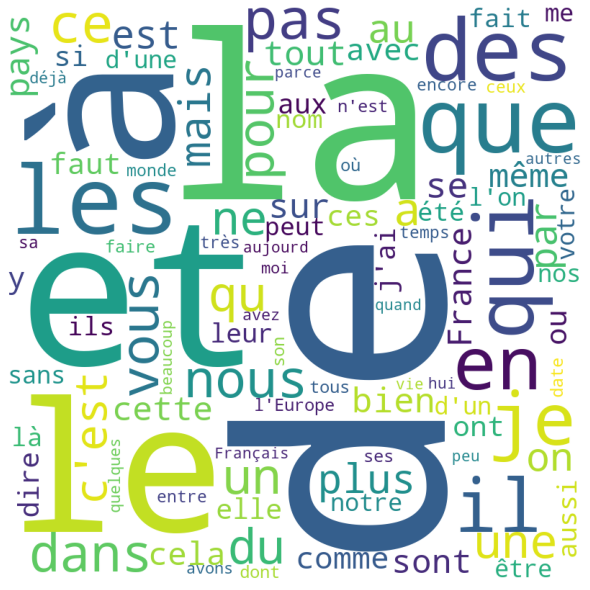 pays
ce
est
pas
au
des
fait
me
si
d'une
tout
avec
déjà
à
mais
pour
la
parce
encore
ceux
que
aux
n'est
nom
les
faut
monde
où
même
autres
se
l'on
sur
ces
a
été
par
votre
ne
peut
sa
faire
très
aujourd
temps
qui
nos
y
et
vous
qu
moi
j'ai
France
ou
ils
leur
avez
de
quand
en
sans
beaucoup
nous
son
tous
vie
hui
date
le
c'est
cette
l'Europe
bien
d'un
je
là
dire
quelques
un
Français
ses
ont
peu
on
elle
entre
plus
notre
il
une
aussi
dans
cela
du
avons
dont
comme
sont
être